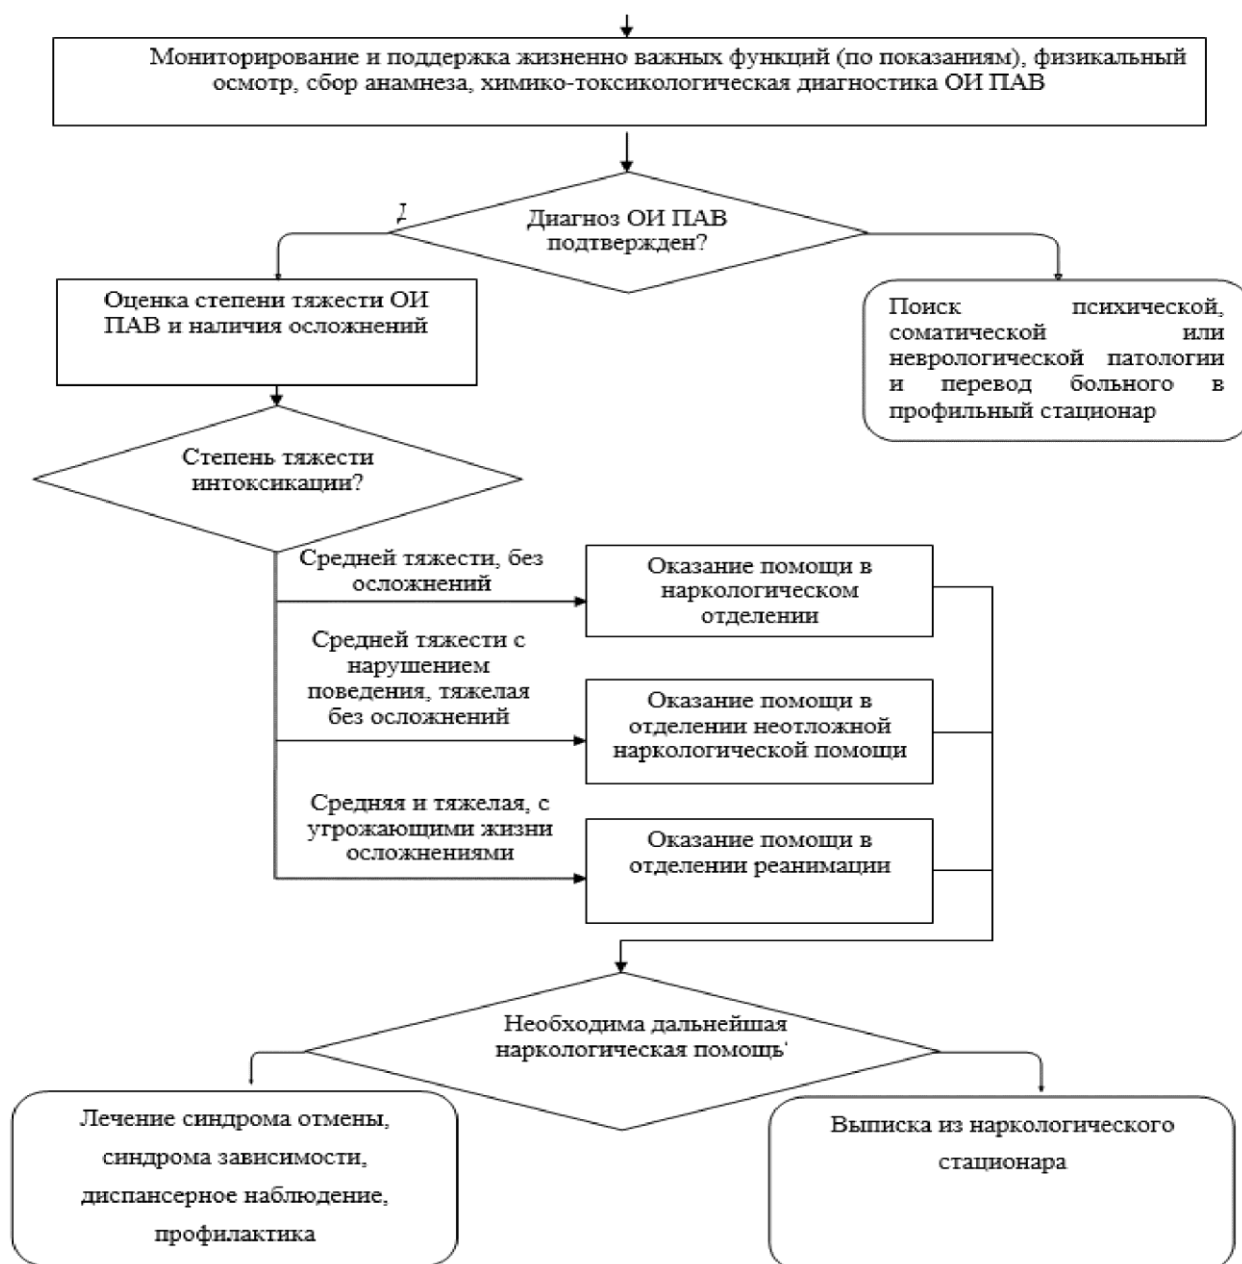 Мониторирование и поддержка жизненно важных функций (по показаниям), физикальный
осмотр, сбор анамнеза, химико-токсикологическая диагностика ОИ ПАВ
Диагноз ОИ ПАВ
подтвержден?
Оценка степени тяжести ОИ
ПАВ и наличия осложнений
Поиск психической,
соматической или
неврологической патологии
и перевод больного в
профильный стационар
Степень тяжести
интоксикации?
Средней тяжести, без
осложнений
Оказание помощи в
наркологическом
отделении
Средней тяжести с
нарушением
поведения, тяжелая
без осложнений
Оказание помощи в
отделении неотложной
наркологической помощи
Средняя и тяжелая, с
угрожающими жизни
осложнениями
Оказание помощи в
отделении реанимации
Необходима дальнейшая
наркологическая помощь
Лечение синдрома отмены,
синдрома зависимости,
диспансерное наблюдение,
профилактика
Выписка из наркологического
стационара